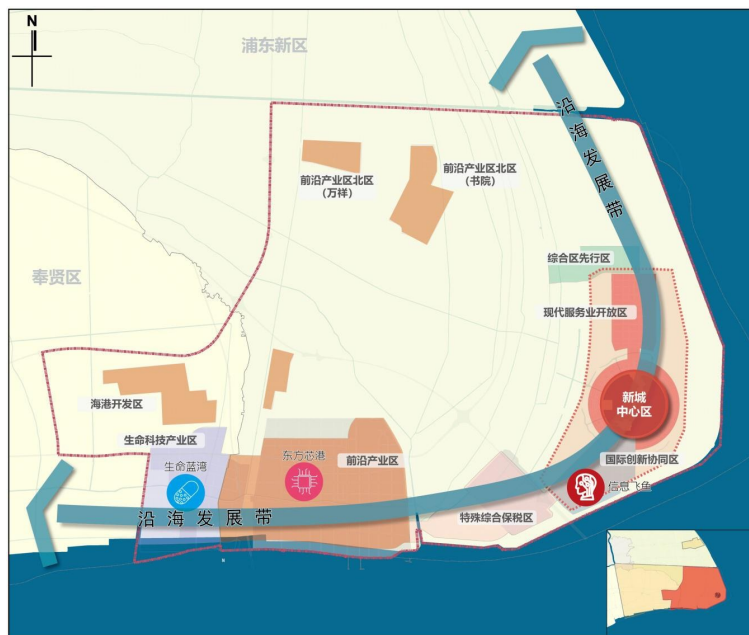 N
浦东新区
沿海发展带
前沿产业区北区
（万祥）
前沿产业区北区
（书院）
综合区先行区
奉贤区
现代服务业开放区
新城
中心区
海港开发区
生命科技产业区
生命蓝湾
东方芯港
前沿产业区
国际创新协同区
信息飞鱼
特殊综合保税区
沿海发展带